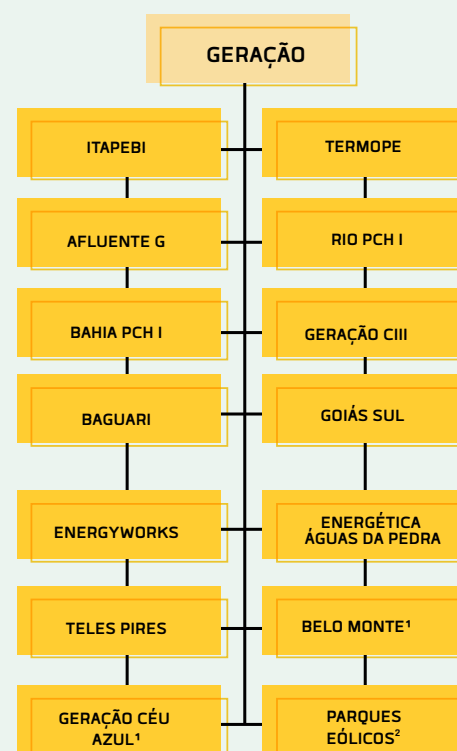 GERAÇÃO
ITAPEBI
TERMOPE
AFLUENTE G
RIO PCH I
BAHIA PCH I
GERAÇÃO CIII
BAGUARI
GOIÁS SUL
ENERGYWORKS
ENERGÉTICA
ÁGUAS DA PEDRA
TELES PIRES
BELO MONTE¹
GERAÇÃO CÉU
AZUL¹
PARQUES
EÓLICOS²